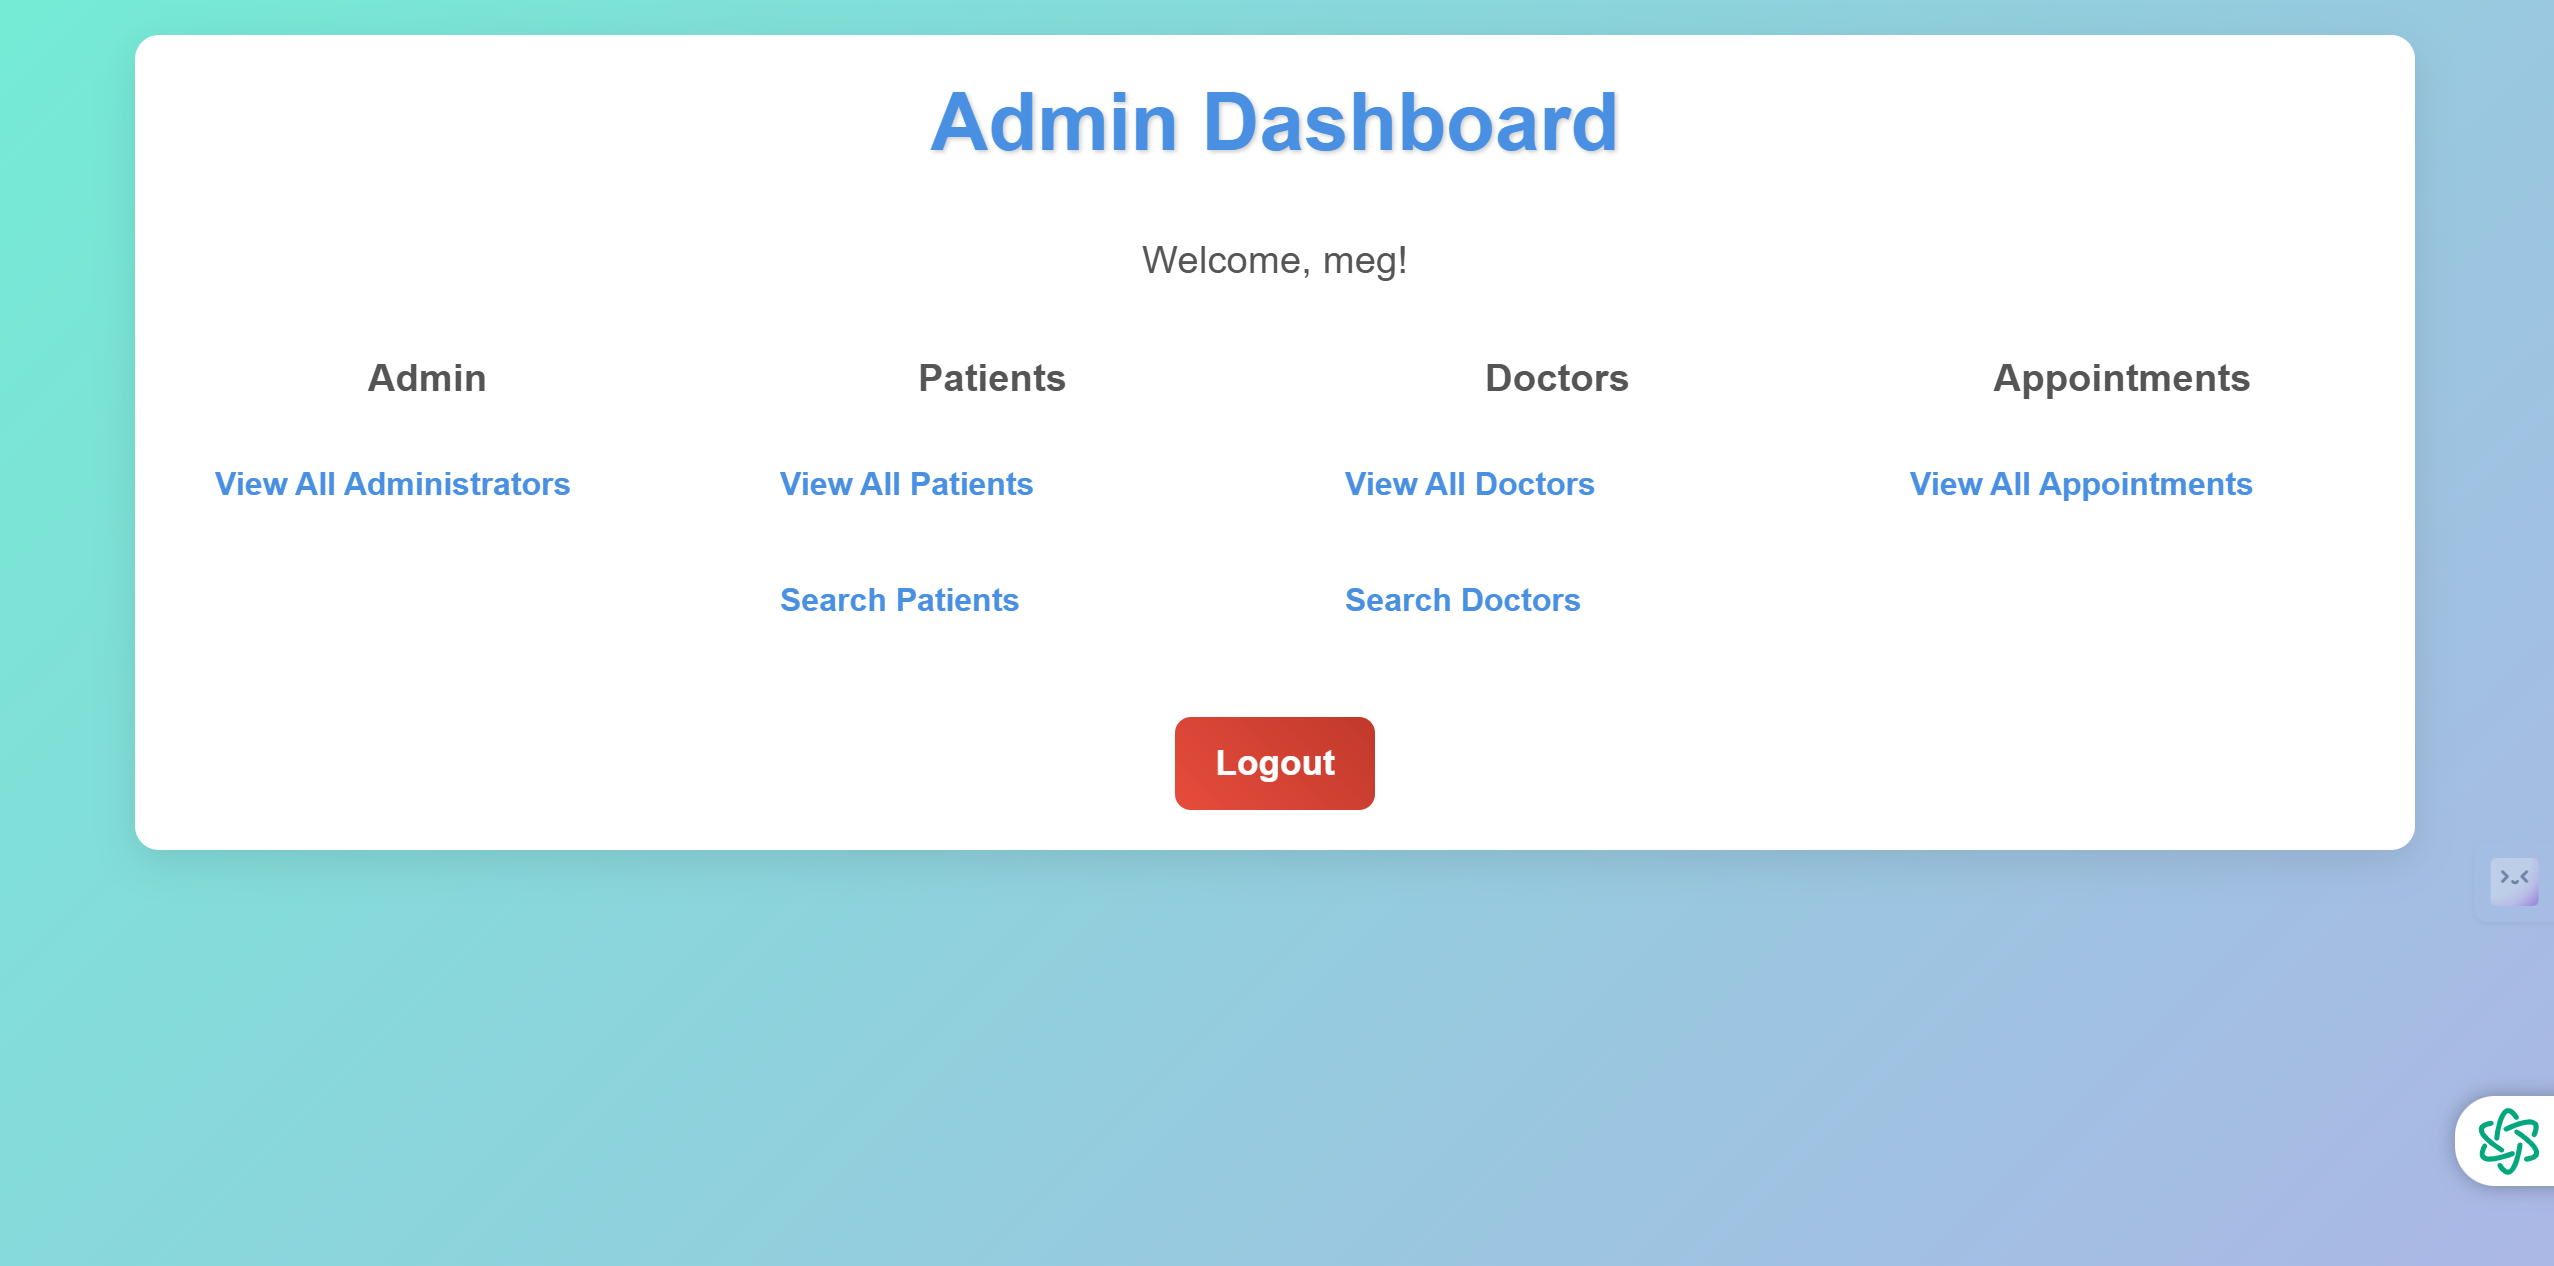 Admin Dashboard
Welcome, meg!
Admin Patients Doctors Appointments
View All Administrators View All Patients View All Doctors View All Appointments
Search Patients Search Doctors
Logout